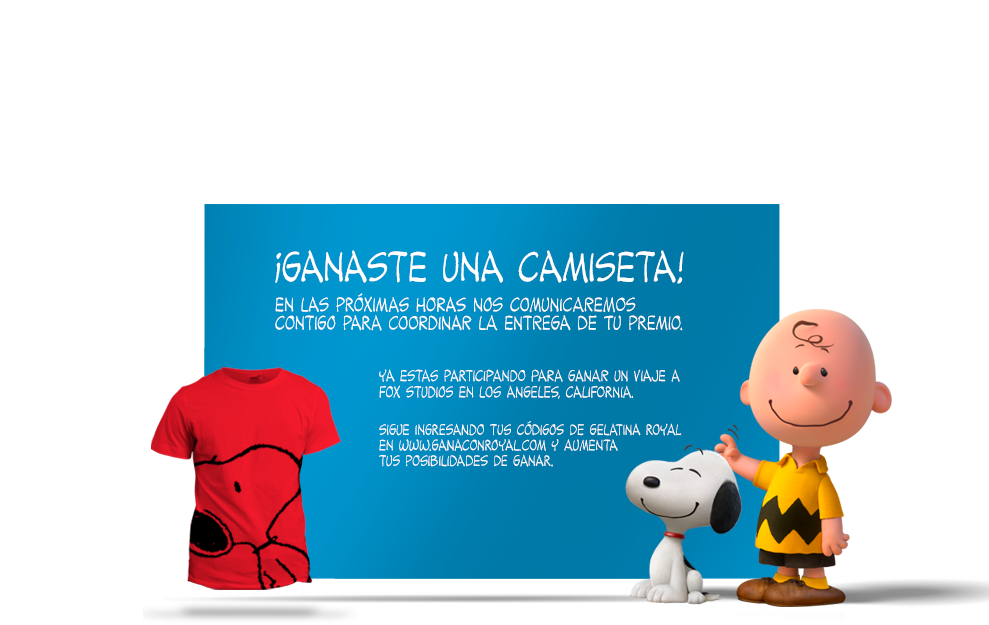 ¡GANASTE UNA CAMISETA!
EN LAS PRÓXIMAS HORAS NOS COMUNICAREMOS
CONTIGO PARA COORDINAR LA ENTREGA DE TU PREMIO.
YA ESTAS PARTICIPANDO PARA GANAR UN VIAJE A
FOX STUDIOS EN LOS ANGELES, CALIFORNIA.
SIGUE INGRESANDO TUS CÓDIGOS DE GELATINA ROYAL
EN WWW.GANACONROYAL.COM Y AUMENTA
TUS POSIBILIDADES DE GANAR.